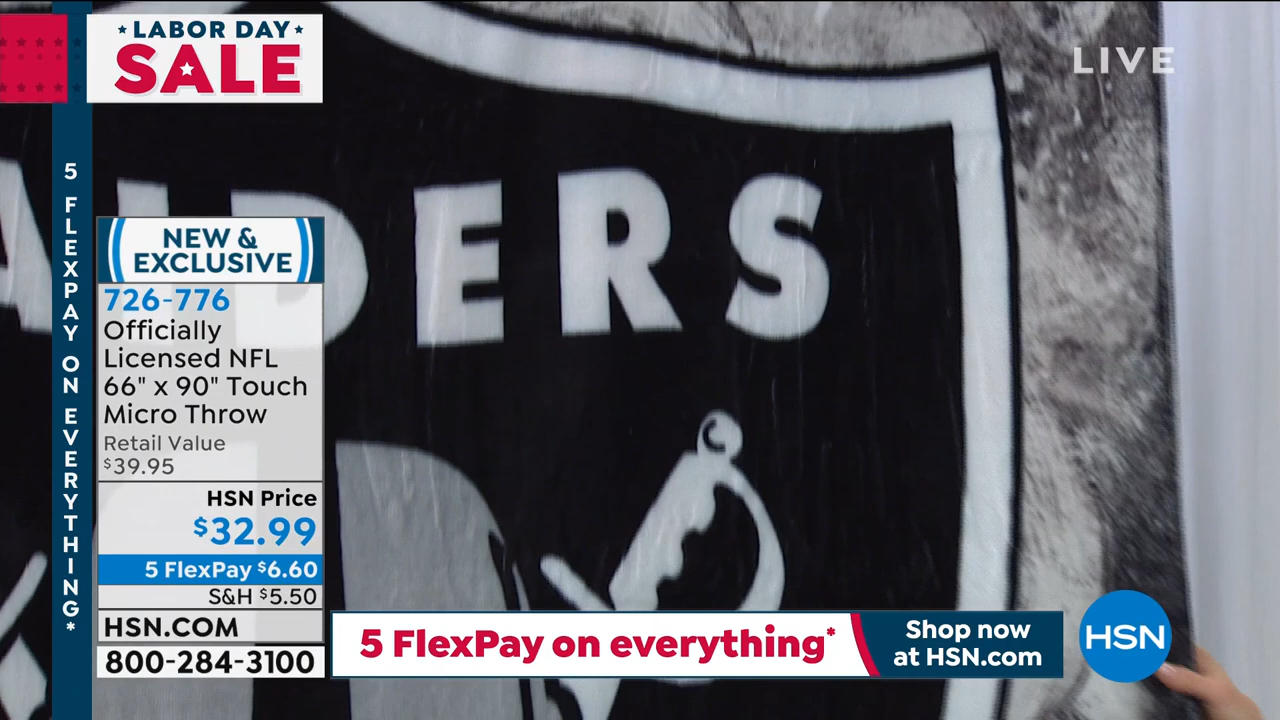 LABOR DAY
SALE
LIVE
5 FLEXPAY ON EVERYTHING*
AIDERS
NEW &
EXCLUSIVE
726-776
Officially
Licensed NFL
66" x 90" Touch
Micro Throw
Retail Value
$39.95
HSN Price
$32.99
5 FlexPay $6.60
S&H $5.50
HSN.COM
800-284-3100
5 FlexPay on everything*
Shop now
at HSN.com
HSN